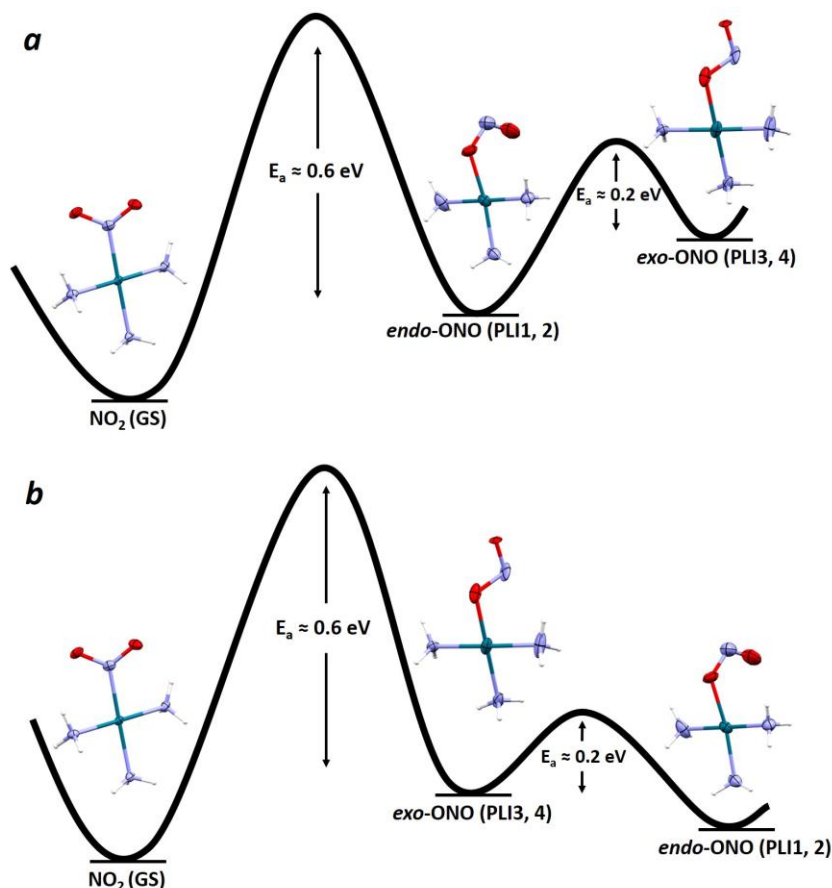 a
Eₐ ≈ 0.6 eV
Eₐ ≈ 0.2 eV
exo-ONO (PLI3, 4)
endo-ONO (PLI1, 2)
NO₂ (GS)
b
Eₐ ≈ 0.6 eV
Eₐ ≈ 0.2 eV
exo-ONO (PLI3, 4)
endo-ONO (PLI1, 2)
NO₂ (GS)